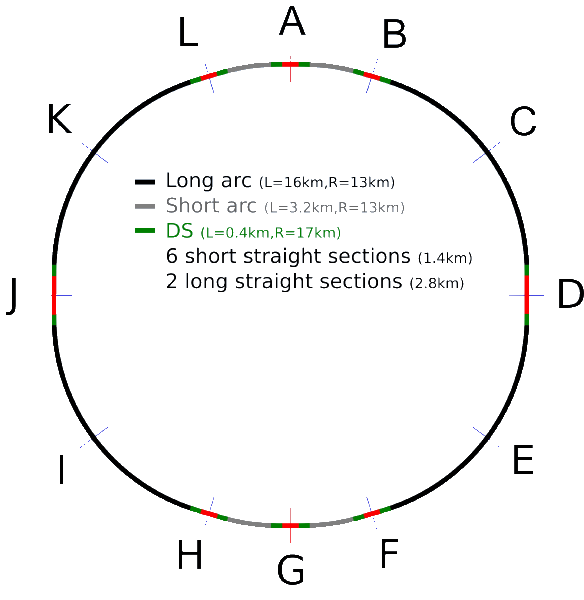 A
L
B
K
C
Long arc (L=16km,R=13km)
Short arc (L=3.2km,R=13km)
DS (L=0.4km,R=17km)
6 short straight sections (1.4km)
2 long straight sections (2.8km)
J
D
I
E
H
F
G